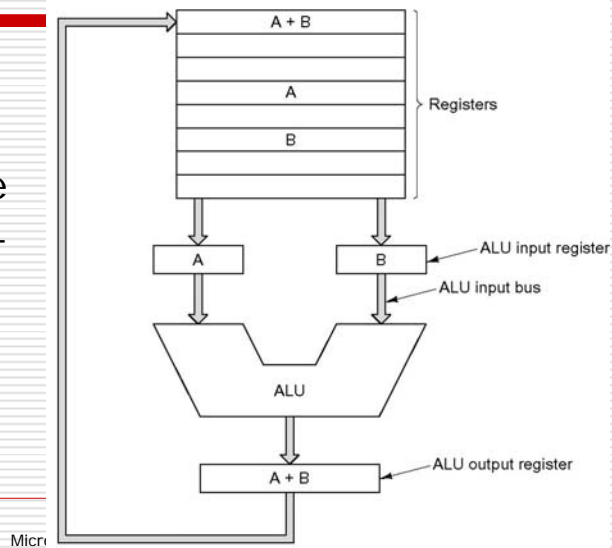 A + B
A
Registers
B
ALU input register
A
B
ALU input bus
ALU
ALU output register
A + B